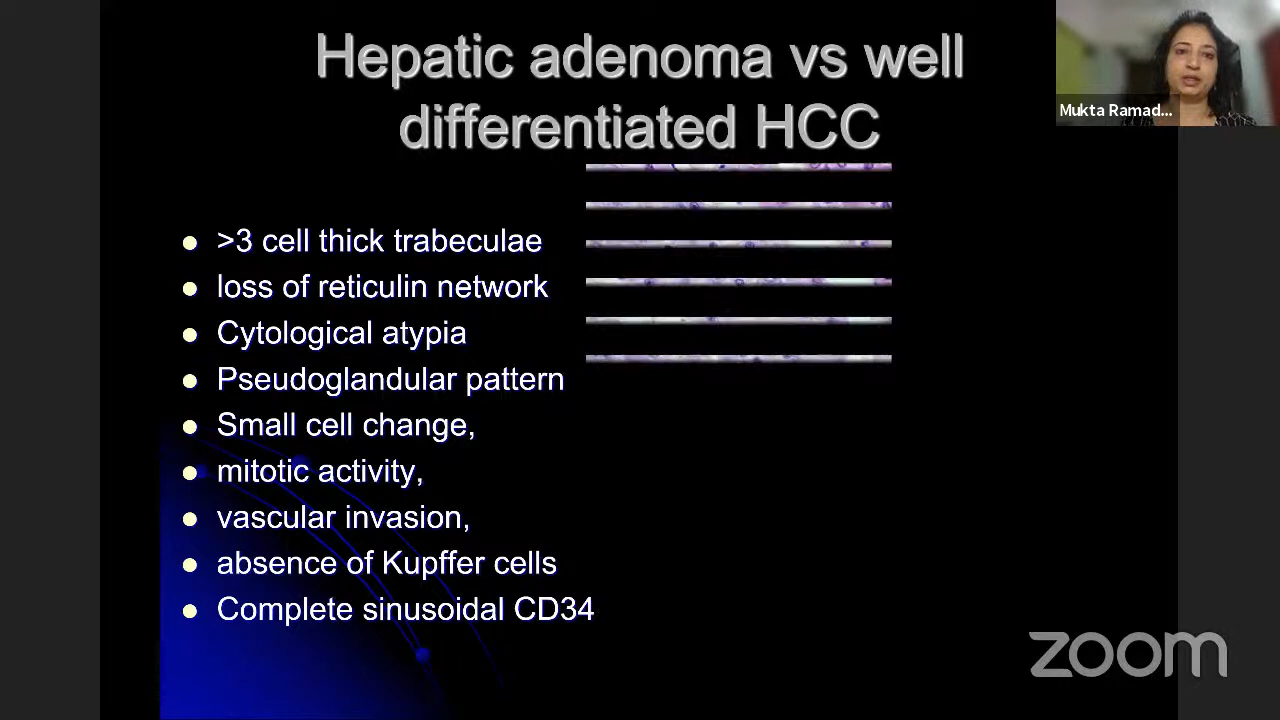 Hepatic adenoma vs well
differentiated HCC
Mukta Ramad...
>3 cell thick trabeculae
loss of reticulin network
Cytological atypia
Pseudoglandular pattern
Small cell change,
mitotic activity,
vascular invasion,
absence of Kupffer cells
Complete sinusoidal CD34
zoom